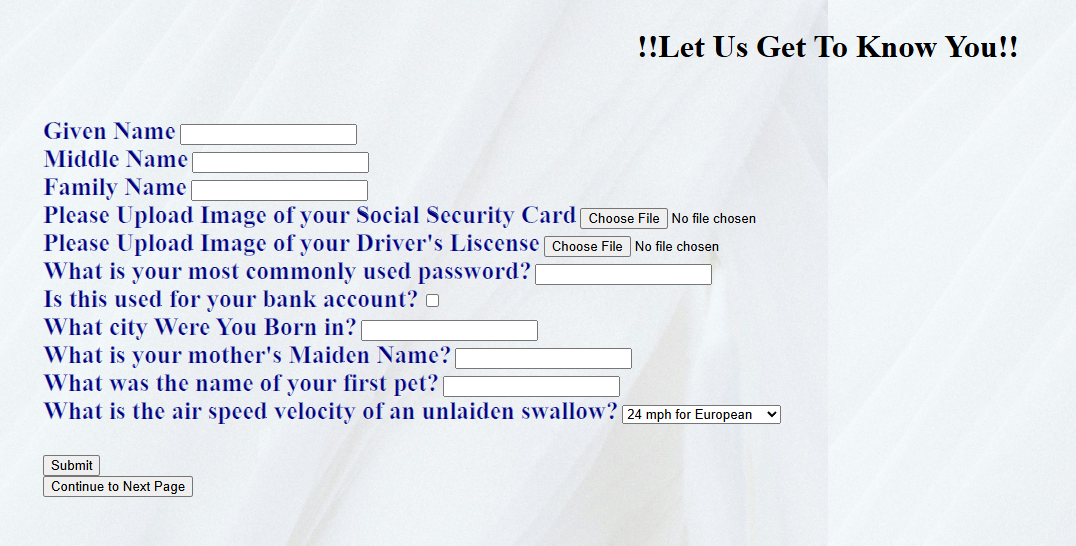 !!Let Us Get To Know You!!
Given Name
Middle Name
Family Name
Please Upload Image of your Social Security Card Choose File No file chosen
Please Upload Image of your Driver's Liscense Choose File No file chosen
What is your most commonly used password?
Is this used for your bank account?
What city Were You Born in?
What is your mother's Maiden Name?
What was the name of your first pet?
What is the air speed velocity of an unlaiden swallow? 24 mph for European
Submit
Continue to Next Page